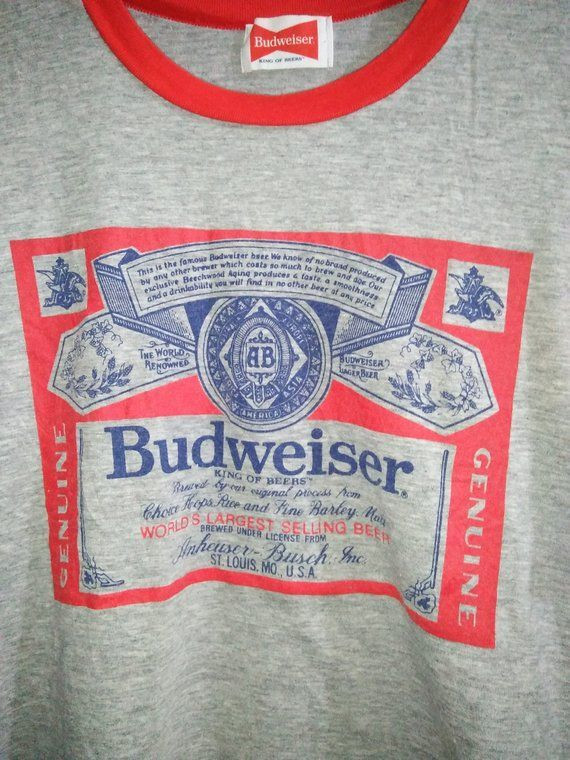 Budweiser
KING OF BEERS™
This is the famous Budweiser beer. We know of no brand produced
by any other brewer which costs so much to brew and age. Our
exclusive Beechwood Aging produces a taste, a smoothness
and a drinkability you will find in no other beer at any price.
THE WORLD
RENOWNED
AB
BUDWEISER
LAGER BEER
ASIA
AMERICA
Budweiser®
KING OF BEERS™
Brewed by our original process from
Choice Hops, Rice and Fine Barley Malt
WORLD'S LARGEST SELLING BEER
BREWED UNDER LICENSE FROM
Anheuser-Busch, Inc.
ST. LOUIS, MO., U.S.A.
GENUINE
GENUINE